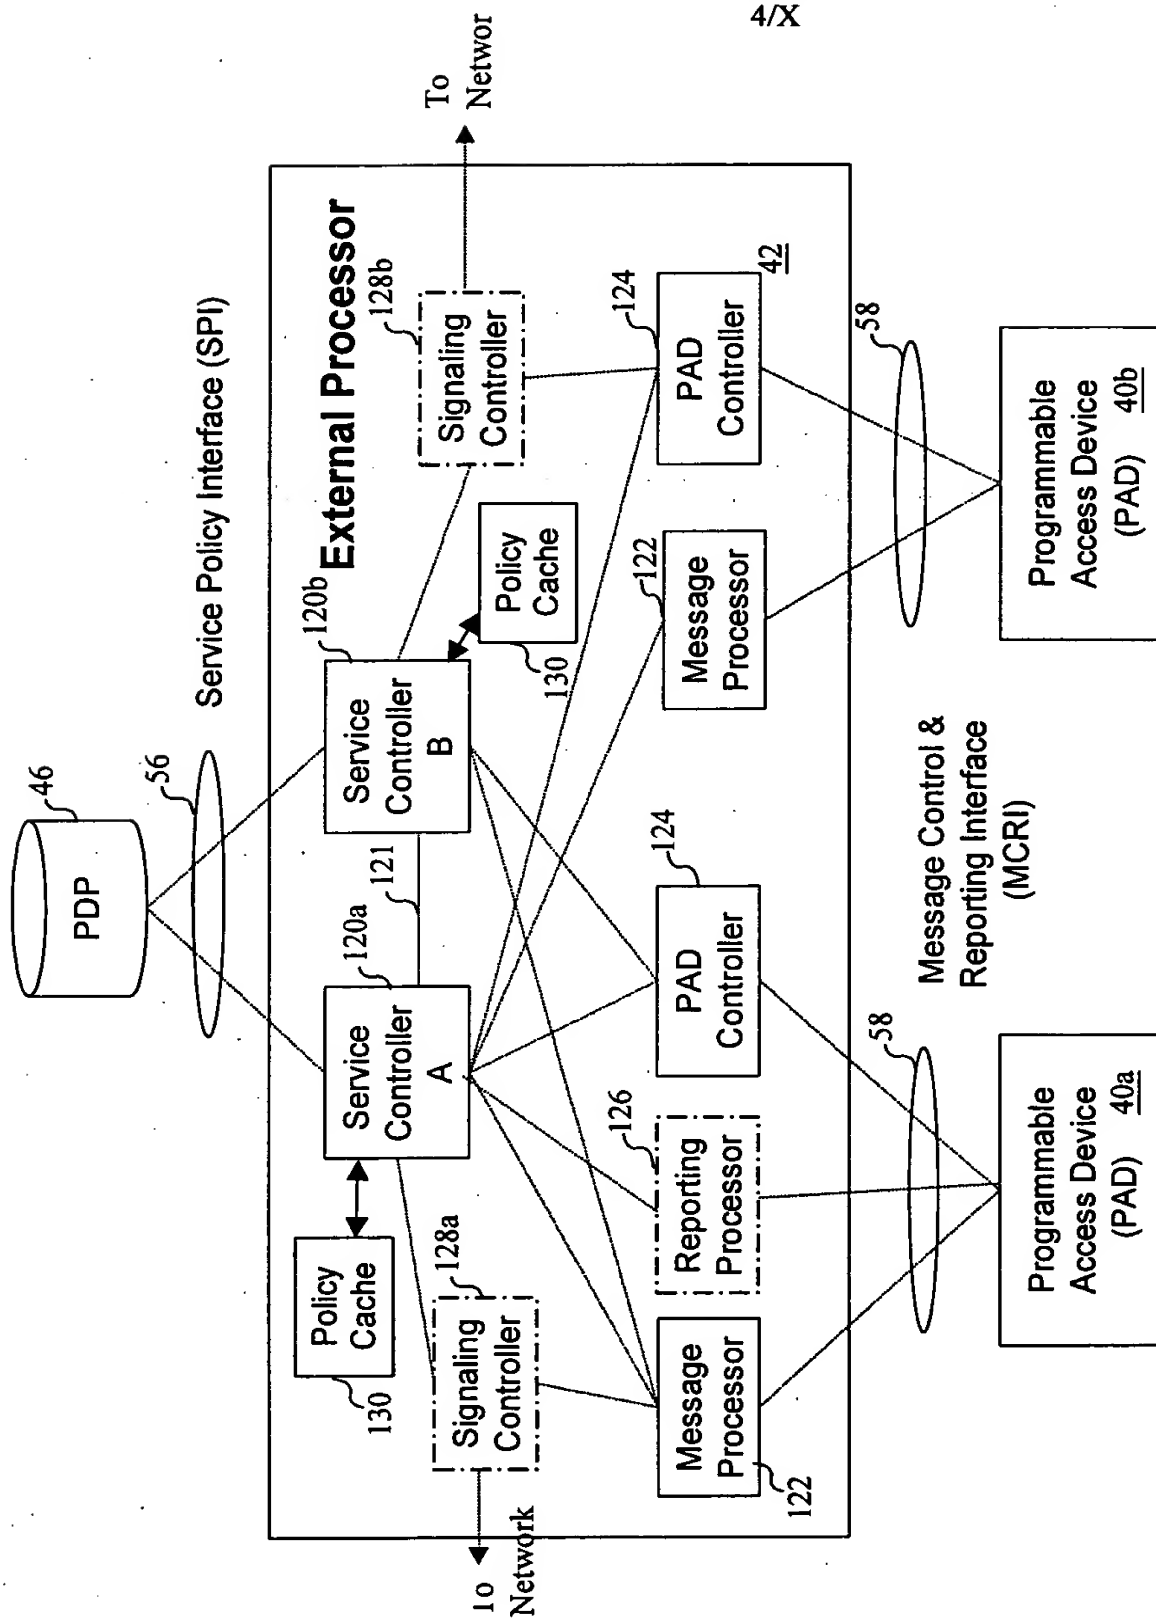 4/X
PDP
46
56
Service Policy Interface (SPI)
External Processor
Policy
Cache
130
Service
Controller
A
120a
121
Service
Controller
B
120b
Policy
Cache
130
Signaling
Controller
128a
To
Network
Signaling
Controller
128b
To
Networ
Message
Processor
122
Reporting
Processor
126
PAD
Controller
124
Message
Processor
122
PAD
Controller
124
42
58
Message Control &
Reporting Interface
(MCRI)
58
Programmable
Access Device
(PAD) 40a
Programmable
Access Device
(PAD) 40b